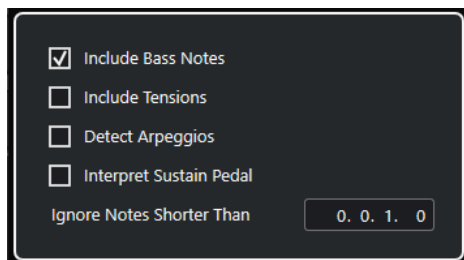 Include Bass Notes
Include Tensions
Detect Arpeggios
Interpret Sustain Pedal
Ignore Notes Shorter Than 0. 0. 1. 0